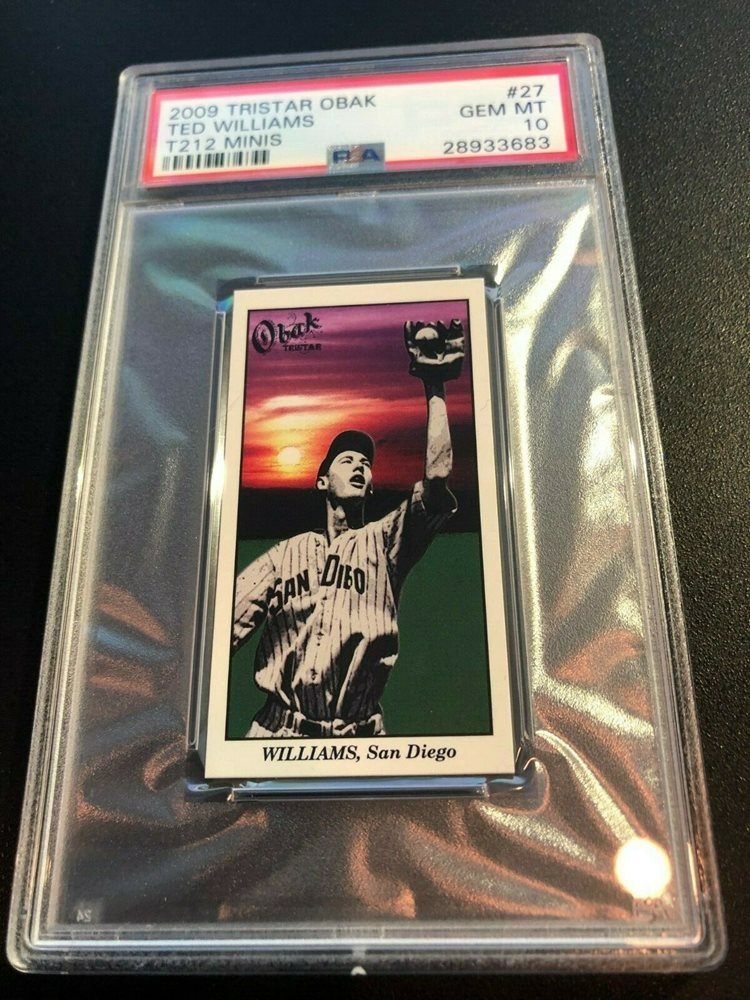 2009 TRISTAR OBAK #27
TED WILLIAMS GEM MT
T212 MINIS 10
PSA 28933683
Obak
TRISTAR
SAN DIEGO
WILLIAMS, San Diego